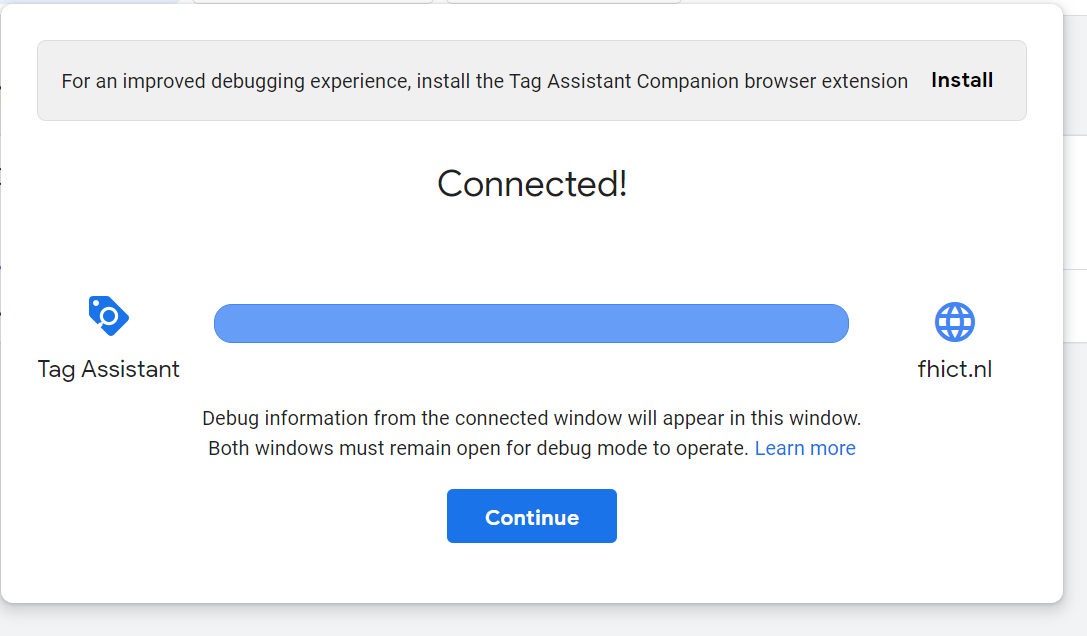 For an improved debugging experience, install the Tag Assistant Companion browser extension Install
Connected!
Tag Assistant
fhict.nl
Debug information from the connected window will appear in this window.
Both windows must remain open for debug mode to operate. Learn more
Continue